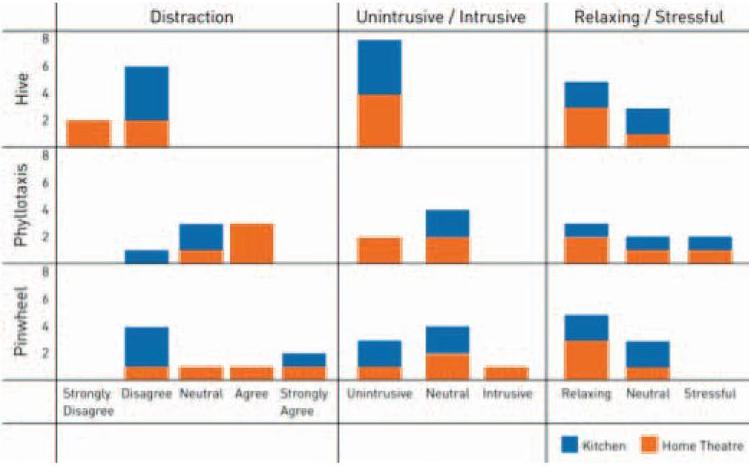 Distraction Unintrusive / Intrusive Relaxing / Stressful
Hive
8
6
4
2
Phyllotaxis
8
6
4
2
Pinwheel
8
6
4
2
Strongly Disagree Disagree Neutral Agree Strongly Agree Unintrusive Neutral Intrusive Relaxing Neutral Stressful
Kitchen Home Theatre